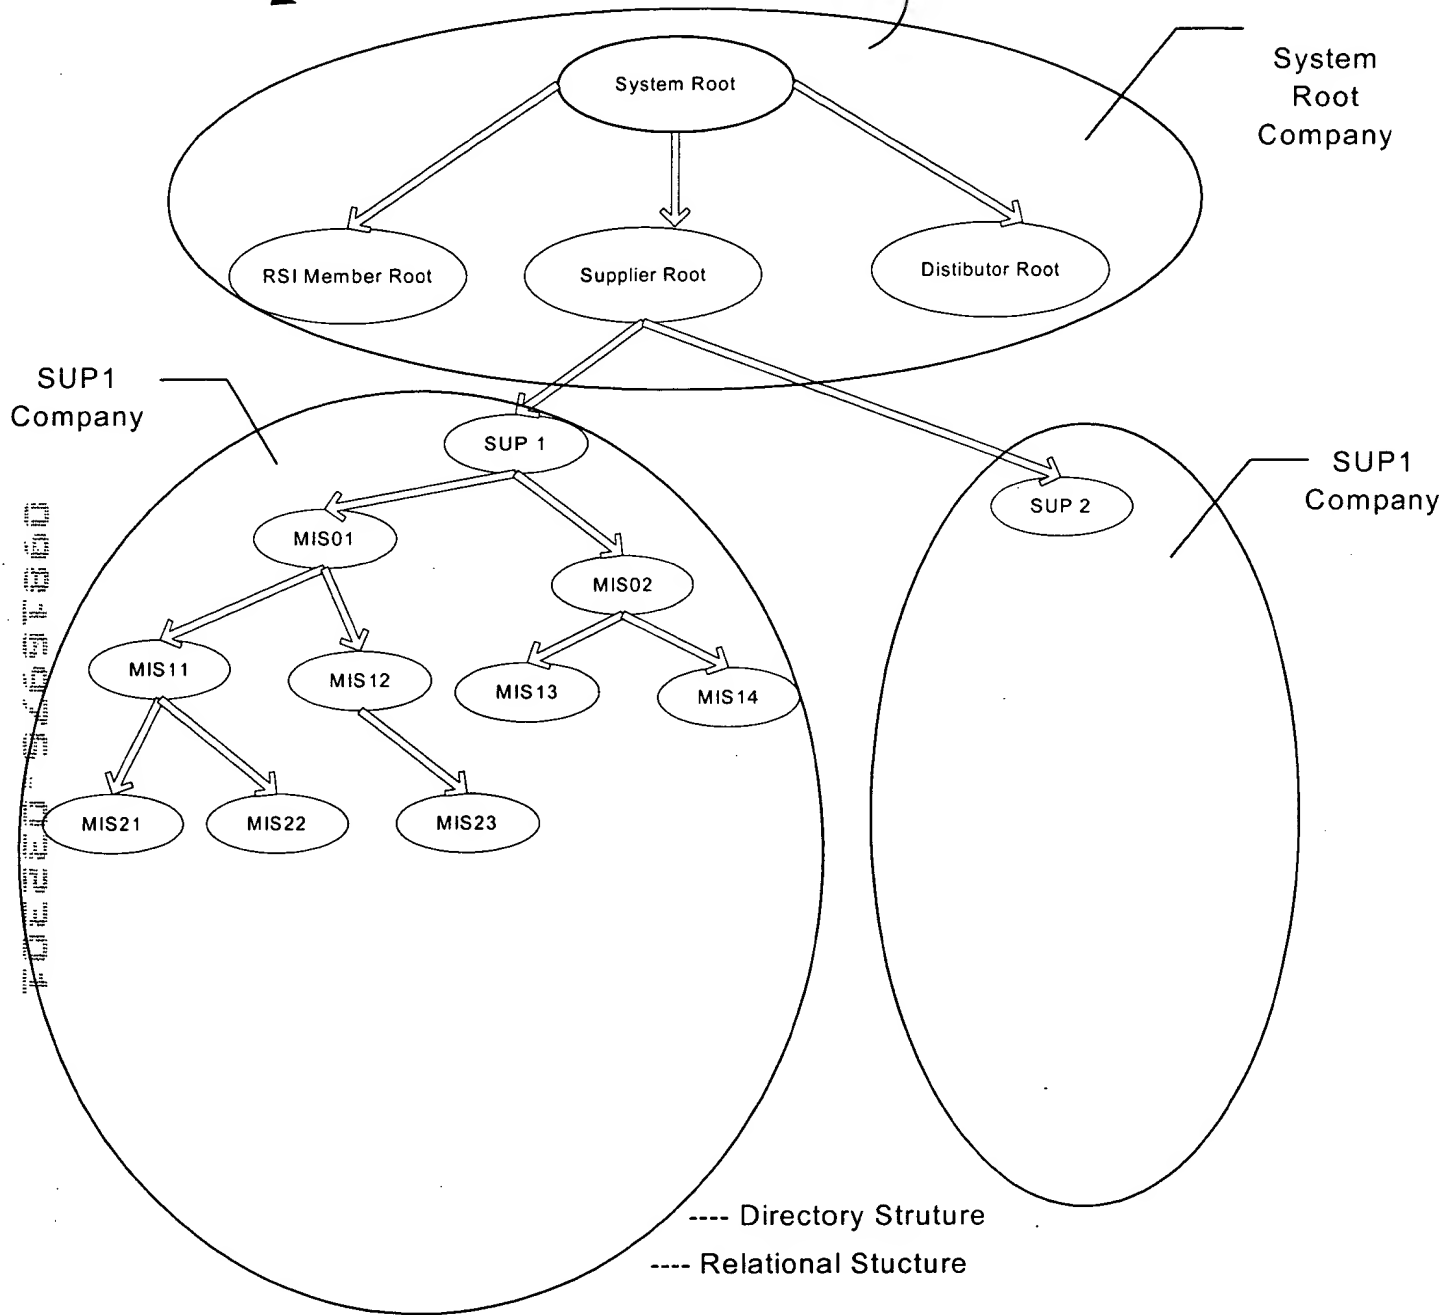 System Root
System
Root
Company
RSI Member Root
Supplier Root
Distibutor Root
SUP1
Company
SUP 1
SUP1
Company
SUP 2
MIS01
MIS02
MIS11
MIS12
MIS13
MIS14
MIS21
MIS22
MIS23
---- Directory Struture
---- Relational Stucture